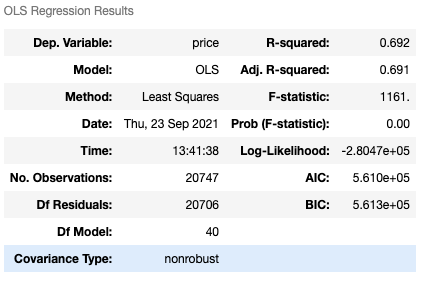 OLS Regression Results
Dep. Variable: price R-squared: 0.692
Model: OLS Adj. R-squared: 0.691
Method: Least Squares F-statistic: 1161.
Date: Thu, 23 Sep 2021 Prob (F-statistic): 0.00
Time: 13:41:38 Log-Likelihood: -2.8047e+05
No. Observations: 20747 AIC: 5.610e+05
Df Residuals: 20706 BIC: 5.613e+05
Df Model: 40
Covariance Type: nonrobust